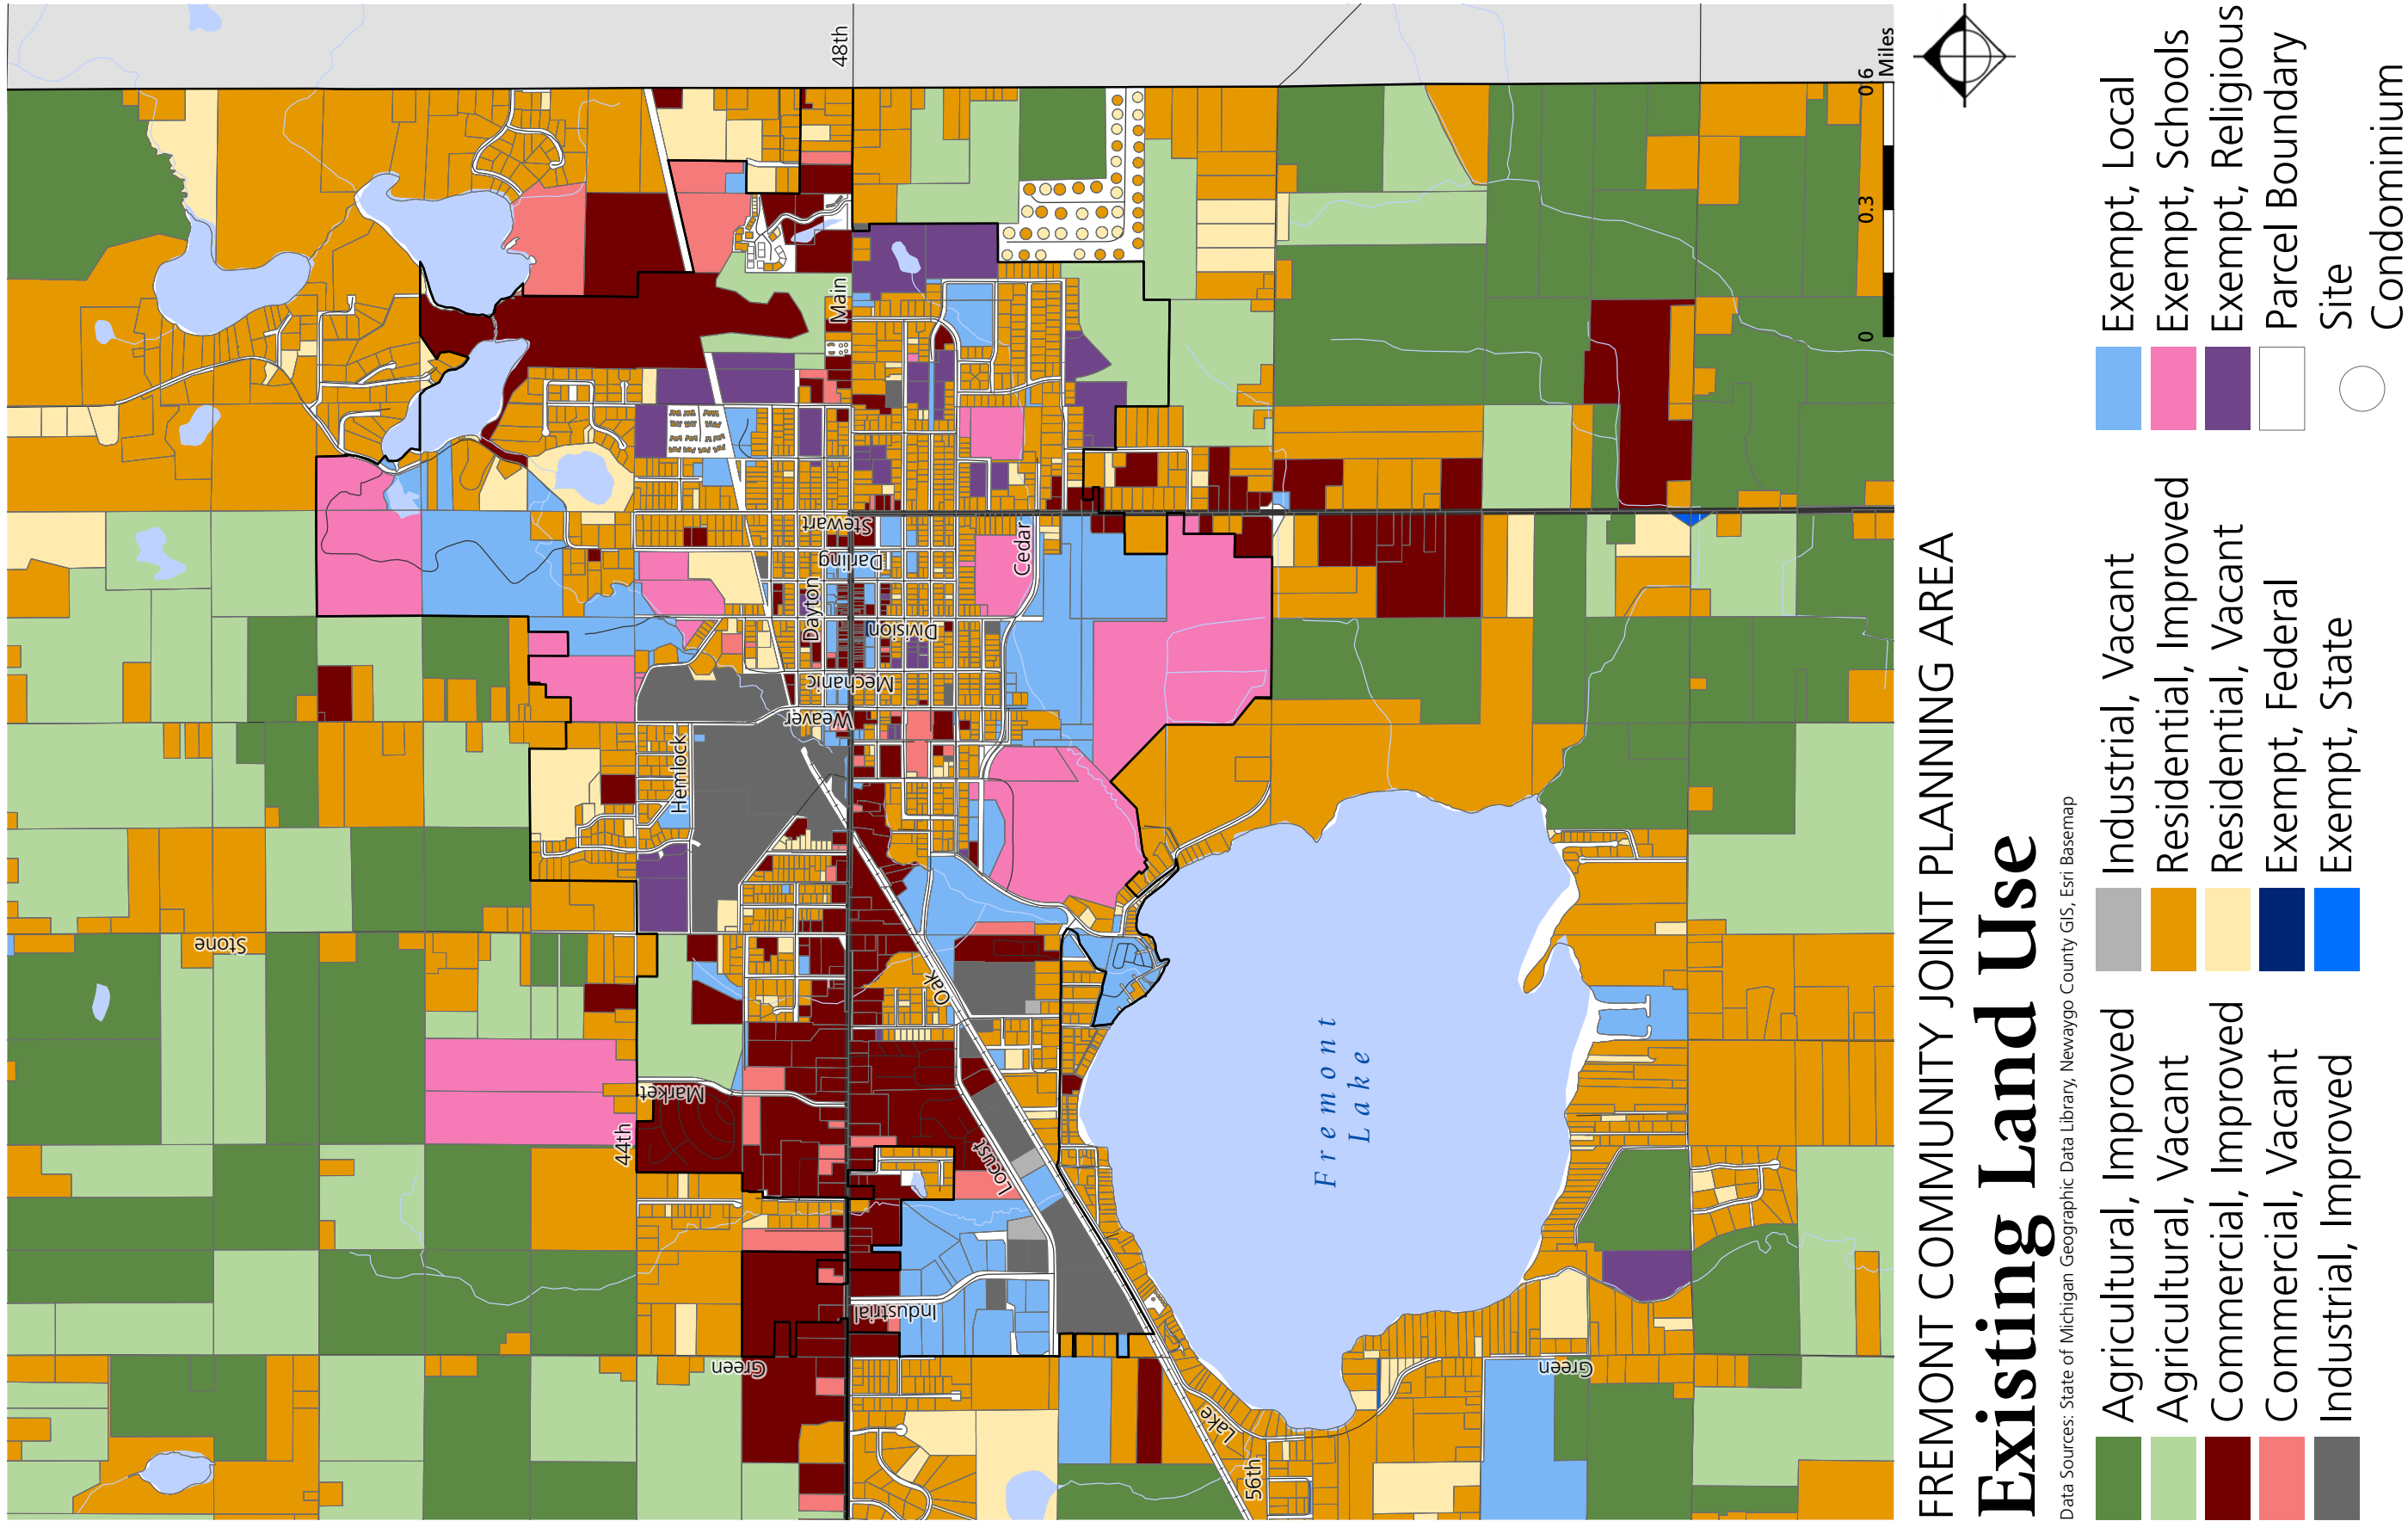 FREMONT COMMUNITY JOINT PLANNING AREA
Existing Land Use
Data Sources: State of Michigan Geographic Data Library, Newaygo County GIS, Esri Basemap
Agricultural, Improved
Agricultural, Vacant
Commercial, Improved
Commercial, Vacant
Industrial, Improved
Industrial, Vacant
Residential, Improved
Residential, Vacant
Exempt, Federal
Exempt, State
Exempt, Local
Exempt, Schools
Exempt, Religious
Parcel Boundary
Site
Condominium
0
0.3
0.6
Miles
Stone
44th
Market
Hemlock
Green
Weaver
Mechanic
Dayton
Division
Darling
Stewart
Main
48th
Cedar
Oak
Locust
Industrial
Lake
56th
Green
Fremont
Lake